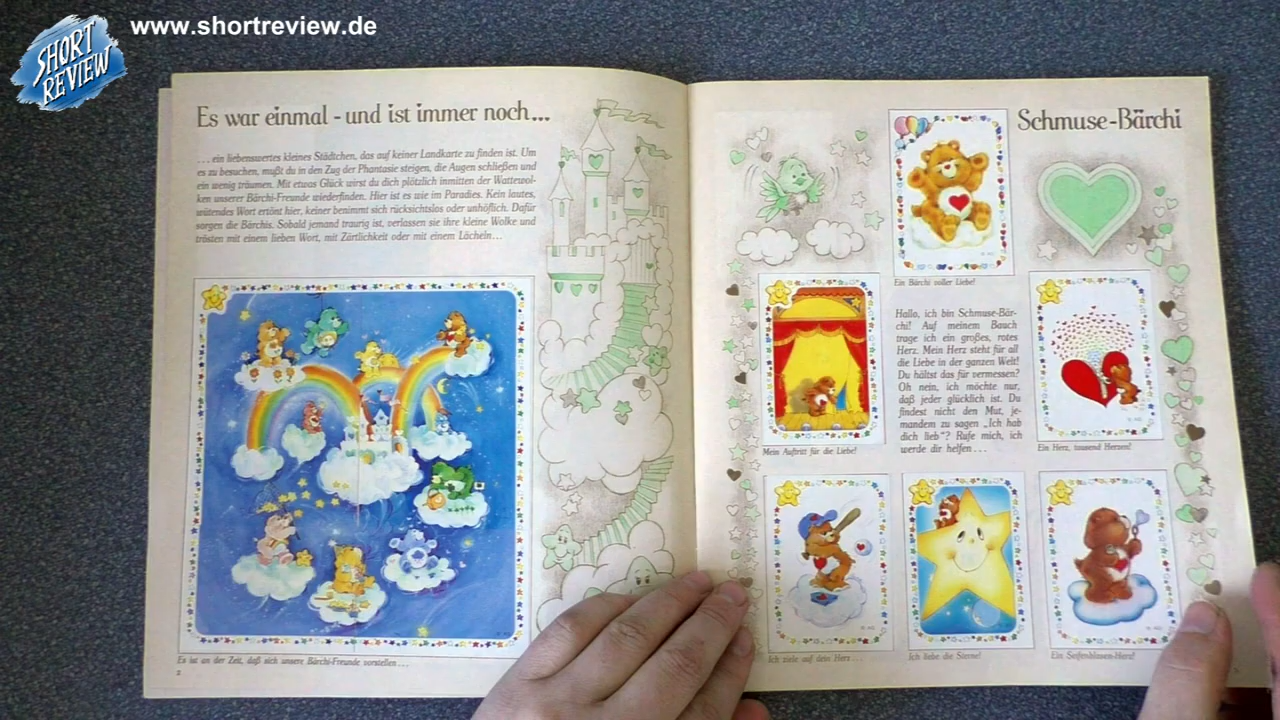 SHORT
REVIEW
www.shortreview.de
Es war einmal - und ist immer noch...
... ein liebenswertes kleines Städtchen, das auf keiner Landkarte zu finden ist. Um
es zu besuchen, mußt du in den Zug der Phantasie steigen, die Augen schließen und
ein wenig träumen. Mit etwas Glück wirst du dich plötzlich inmitten der Wattewol-
ken unserer Bärchi-Freunde wiederfinden. Hier ist es wie im Paradies. Kein lautes,
wütendes Wort ertönt hier, keiner benimmt sich rücksichtslos oder unhöflich. Dafür
sorgen die Bärchis. Sobald jemand traurig ist, verlassen sie ihre kleine Wolke und
trösten mit einem lieben Wort, mit Zärtlichkeit oder mit einem Lächeln...
Es ist an der Zeit, daß sich unsere Bärchi-Freunde vorstellen...
2
Schmuse-Bärchi
Ein Bärchi voller Liebe!
Hallo, ich bin Schmuse-Bär-
chi! Auf meinem Bauch
trage ich ein großes, rotes
Herz. Mein Herz steht für all
die Liebe in der ganzen Welt!
Du hältst das für vermessen?
Oh nein, ich möchte nur,
daß jeder glücklich ist. Du
findest nicht den Mut, je-
mandem zu sagen „Ich hab
dich lieb"? Rufe mich, ich
werde dir helfen...
Mein Auftritt für die Liebe!
Ein Herz, tausend Herzen!
Ich ziele auf dein Herz...
Ich liebe die Sterne!
Ein Seifenblasen-Herz!